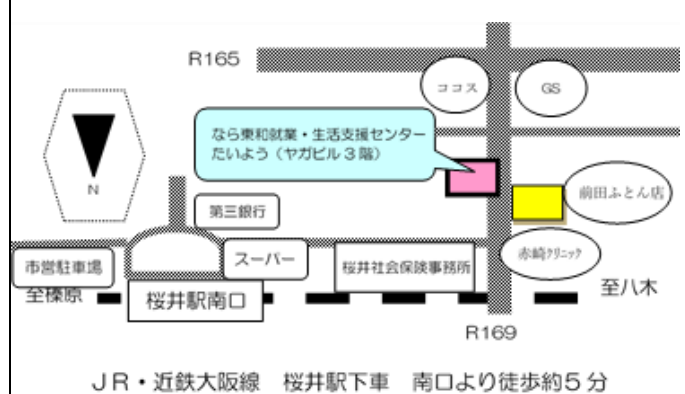 R165
ココス
GS
なら東和就業・生活支援センター
たいよう（ヤガビル３階）
N
前田ふとん店
第三銀行
市営駐車場
スーパー
桜井社会保険事務所
赤崎クリニック
至榛原
桜井駅南口
至八木
R169
ＪＲ・近鉄大阪線　桜井駅下車　南口より徒歩約５分